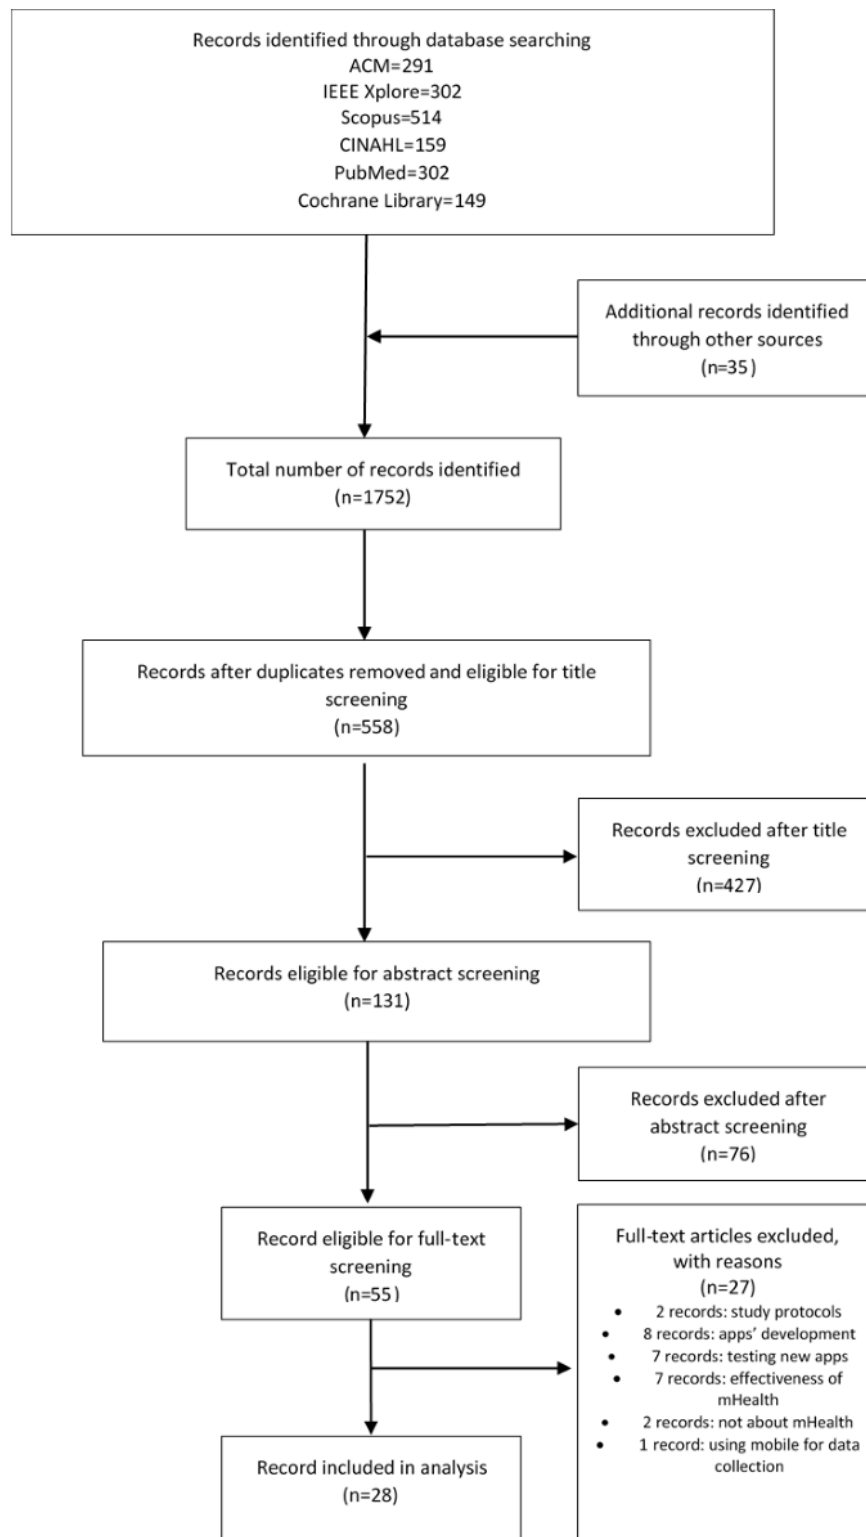 Records identified through database searching
ACM=291
IEEE Xplore=302
Scopus=514
CINAHL=159
PubMed=302
Cochrane Library=149
Additional records identified
through other sources
(n=35)
Total number of records identified
(n=1752)
Records after duplicates removed and eligible for title
screening
(n=558)
Records excluded after title
screening
(n=427)
Records eligible for abstract screening
(n=131)
Records excluded after
abstract screening
(n=76)
Record eligible for full-text
screening
(n=55)
Full-text articles excluded,
with reasons
(n=27)
• 2 records: study protocols
• 8 records: apps’ development
• 7 records: testing new apps
• 7 records: effectiveness of
mHealth
• 2 records: not about mHealth
• 1 record: using mobile for data
collection
Record included in analysis
(n=28)